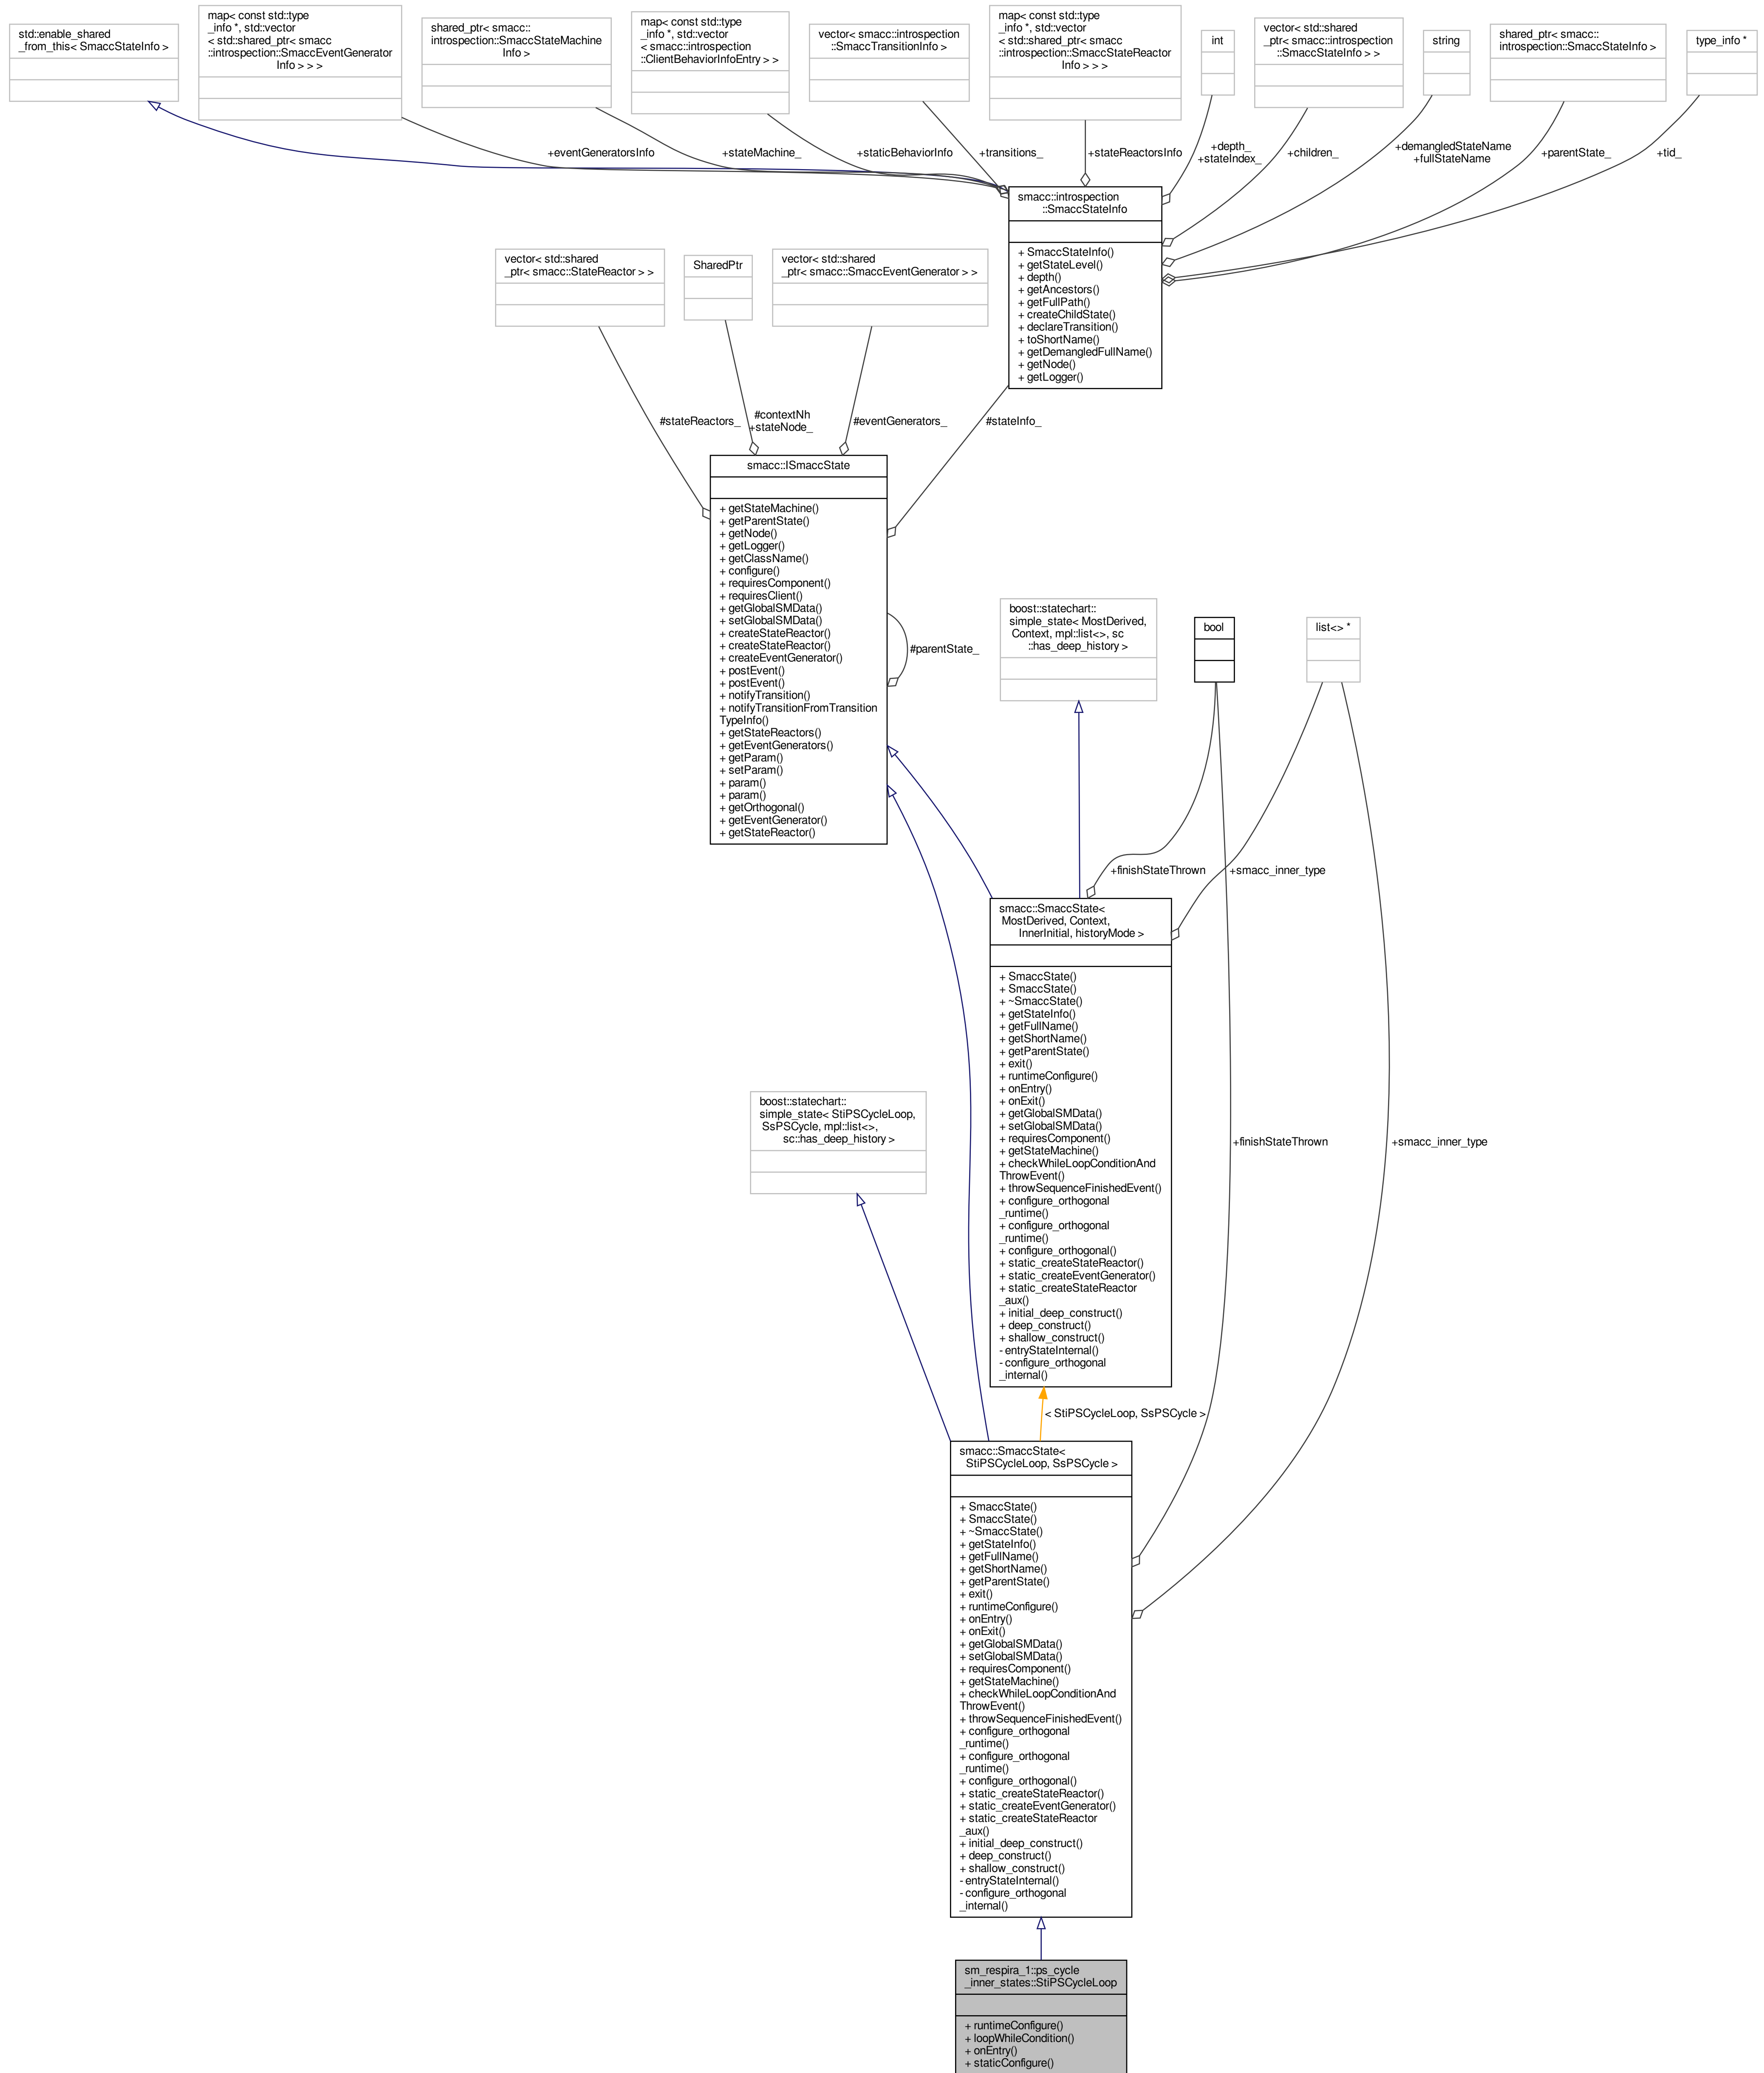 std::enable_shared
_from_this< SmaccStateInfo >
map< const std::type
_info *, std::vector
< std::shared_ptr< smacc
::introspection::SmaccEventGenerator
Info > > >
shared_ptr< smacc::
introspection::SmaccStateMachine
Info >
map< const std::type
_info *, std::vector
< smacc::introspection
::ClientBehaviorInfoEntry > >
vector< smacc::introspection
::SmaccTransitionInfo >
map< const std::type
_info *, std::vector
< std::shared_ptr< smacc
::introspection::SmaccStateReactor
Info > > >
int
vector< std::shared
_ptr< smacc::introspection
::SmaccStateInfo > >
string
shared_ptr< smacc::
introspection::SmaccStateInfo >
type_info *
+eventGeneratorsInfo
+stateMachine_
+staticBehaviorInfo
+transitions_
+stateReactorsInfo
+depth_
+stateIndex_
+children_
+demangledStateName
+fullStateName
+parentState_
+tid_
smacc::introspection
::SmaccStateInfo
+ SmaccStateInfo()
+ getStateLevel()
+ depth()
+ getAncestors()
+ getFullPath()
+ createChildState()
+ declareTransition()
+ toShortName()
+ getDemangledFullName()
+ getNode()
+ getLogger()
vector< std::shared
_ptr< smacc::StateReactor > >
SharedPtr
vector< std::shared
_ptr< smacc::SmaccEventGenerator > >
#stateReactors_
#contextNh
+stateNode_
#eventGenerators_
#stateInfo_
smacc::ISmaccState
+ getStateMachine()
+ getParentState()
+ getNode()
+ getLogger()
+ getClassName()
+ configure()
+ requiresComponent()
+ requiresClient()
+ getGlobalSMData()
+ setGlobalSMData()
+ createStateReactor()
+ createStateReactor()
+ createEventGenerator()
+ postEvent()
+ postEvent()
+ notifyTransition()
+ notifyTransitionFromTransition
TypeInfo()
+ getStateReactors()
+ getEventGenerators()
+ getParam()
+ setParam()
+ param()
+ param()
+ getOrthogonal()
+ getEventGenerator()
+ getStateReactor()
#parentState_
boost::statechart::
simple_state< MostDerived,
Context, mpl::list<>, sc
::has_deep_history >
bool
list<> *
+finishStateThrown
+smacc_inner_type
smacc::SmaccState<
MostDerived, Context,
InnerInitial, historyMode >
+ SmaccState()
+ SmaccState()
+ ~SmaccState()
+ getStateInfo()
+ getFullName()
+ getShortName()
+ getParentState()
+ exit()
+ runtimeConfigure()
+ onEntry()
+ onExit()
+ getGlobalSMData()
+ setGlobalSMData()
+ requiresComponent()
+ getStateMachine()
+ checkWhileLoopConditionAnd
ThrowEvent()
+ throwSequenceFinishedEvent()
+ configure_orthogonal
_runtime()
+ configure_orthogonal
_runtime()
+ configure_orthogonal()
+ static_createStateReactor()
+ static_createEventGenerator()
+ static_createStateReactor
_aux()
+ initial_deep_construct()
+ deep_construct()
+ shallow_construct()
- entryStateInternal()
- configure_orthogonal
_internal()
boost::statechart::
simple_state< StiPSCycleLoop,
SsPSCycle, mpl::list<>,
sc::has_deep_history >
+finishStateThrown
+smacc_inner_type
< StiPSCycleLoop, SsPSCycle >
smacc::SmaccState<
StiPSCycleLoop, SsPSCycle >
+ SmaccState()
+ SmaccState()
+ ~SmaccState()
+ getStateInfo()
+ getFullName()
+ getShortName()
+ getParentState()
+ exit()
+ runtimeConfigure()
+ onEntry()
+ onExit()
+ getGlobalSMData()
+ setGlobalSMData()
+ requiresComponent()
+ getStateMachine()
+ checkWhileLoopConditionAnd
ThrowEvent()
+ throwSequenceFinishedEvent()
+ configure_orthogonal
_runtime()
+ configure_orthogonal
_runtime()
+ configure_orthogonal()
+ static_createStateReactor()
+ static_createEventGenerator()
+ static_createStateReactor
_aux()
+ initial_deep_construct()
+ deep_construct()
+ shallow_construct()
- entryStateInternal()
- configure_orthogonal
_internal()
sm_respira_1::ps_cycle
_inner_states::StiPSCycleLoop
+ runtimeConfigure()
+ loopWhileCondition()
+ onEntry()
+ staticConfigure()